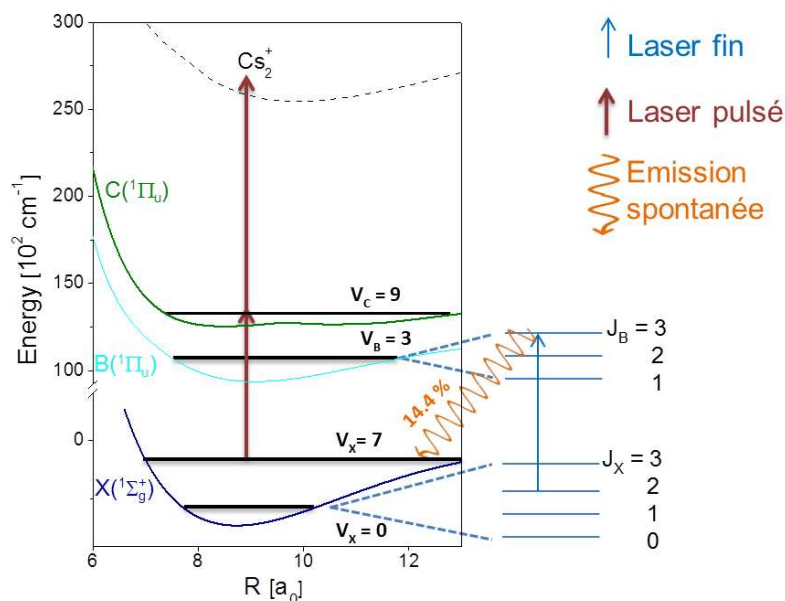 300
250
200
150
100
0
Energy [10² cm⁻¹]
6
8
10
12
R [a₀]
Cs₂⁺
C(¹Πᵤ)
B(¹Πᵤ)
X(¹Σg⁺)
V_C = 9
V_B = 3
V_X = 7
V_X = 0
14.4 %
J_B = 3
2
1
J_X = 3
2
1
0
Laser fin
Laser pulsé
Emission
spontanée